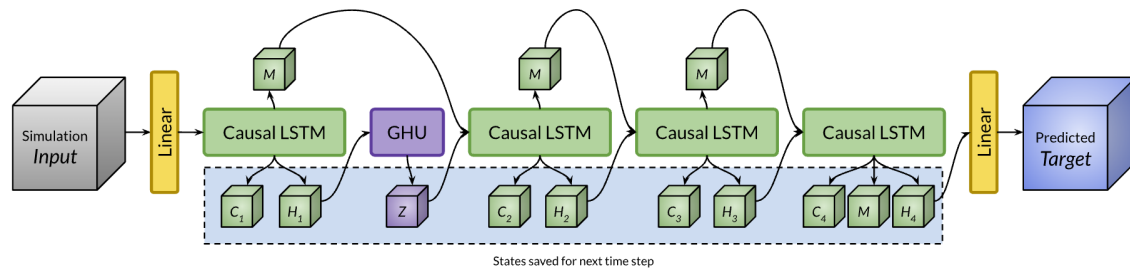 M
M
M
Simulation
Input
Linear
Causal LSTM
GHU
Causal LSTM
Causal LSTM
Causal LSTM
Linear
Predicted
Target
C1
H1
Z
C2
H2
C3
H3
C4
M
H4
States saved for next time step